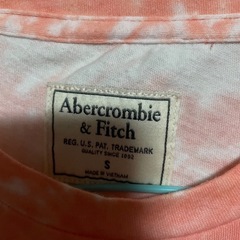 Abercrombie
& Fitch
REG. U.S. PAT. TRADEMARK
QUALITY SINCE 1892
S
MADE IN VIETNAM